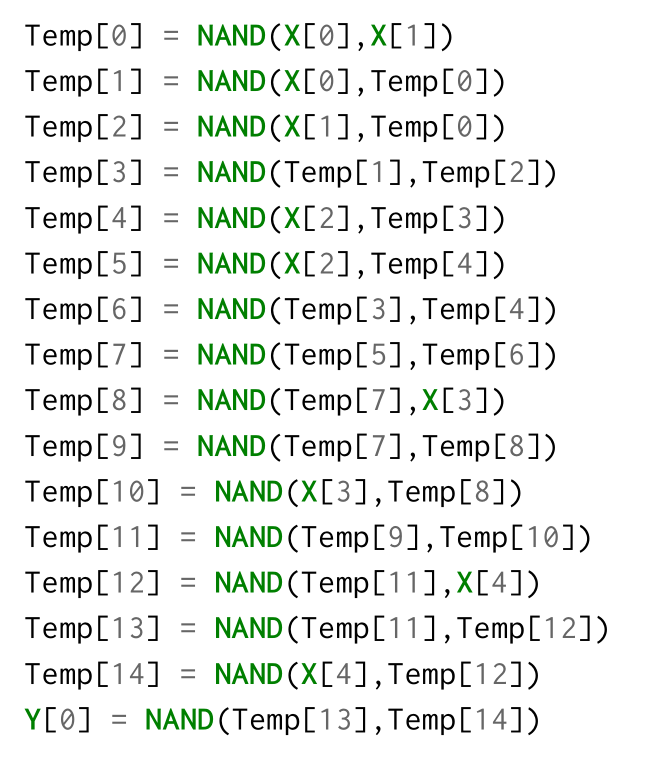 Temp[0] = NAND(X[0],X[1])
Temp[1] = NAND(X[0],Temp[0])
Temp[2] = NAND(X[1],Temp[0])
Temp[3] = NAND(Temp[1],Temp[2])
Temp[4] = NAND(X[2],Temp[3])
Temp[5] = NAND(X[2],Temp[4])
Temp[6] = NAND(Temp[3],Temp[4])
Temp[7] = NAND(Temp[5],Temp[6])
Temp[8] = NAND(Temp[7],X[3])
Temp[9] = NAND(Temp[7],Temp[8])
Temp[10] = NAND(X[3],Temp[8])
Temp[11] = NAND(Temp[9],Temp[10])
Temp[12] = NAND(Temp[11],X[4])
Temp[13] = NAND(Temp[11],Temp[12])
Temp[14] = NAND(X[4],Temp[12])
Y[0] = NAND(Temp[13],Temp[14])